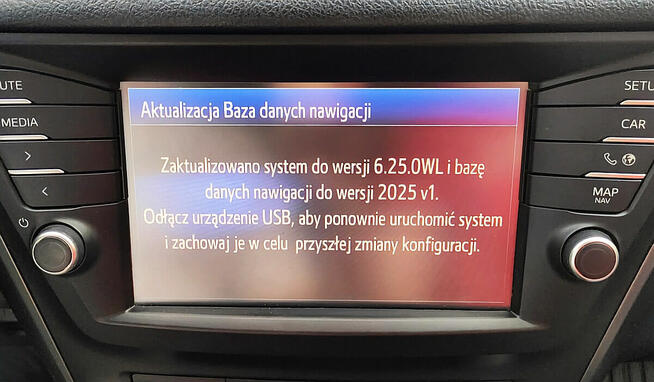 Aktualizacja Baza danych nawigacji
Zaktualizowano system do wersji 6.25.0WL i bazę
danych nawigacji do wersji 2025 v1.
Odłącz urządzenie USB, aby ponownie uruchomić system
i zachowaj je w celu przyszłej zmiany konfiguracji.
UTE
MEDIA
SETU
CAR
MAP
NAV